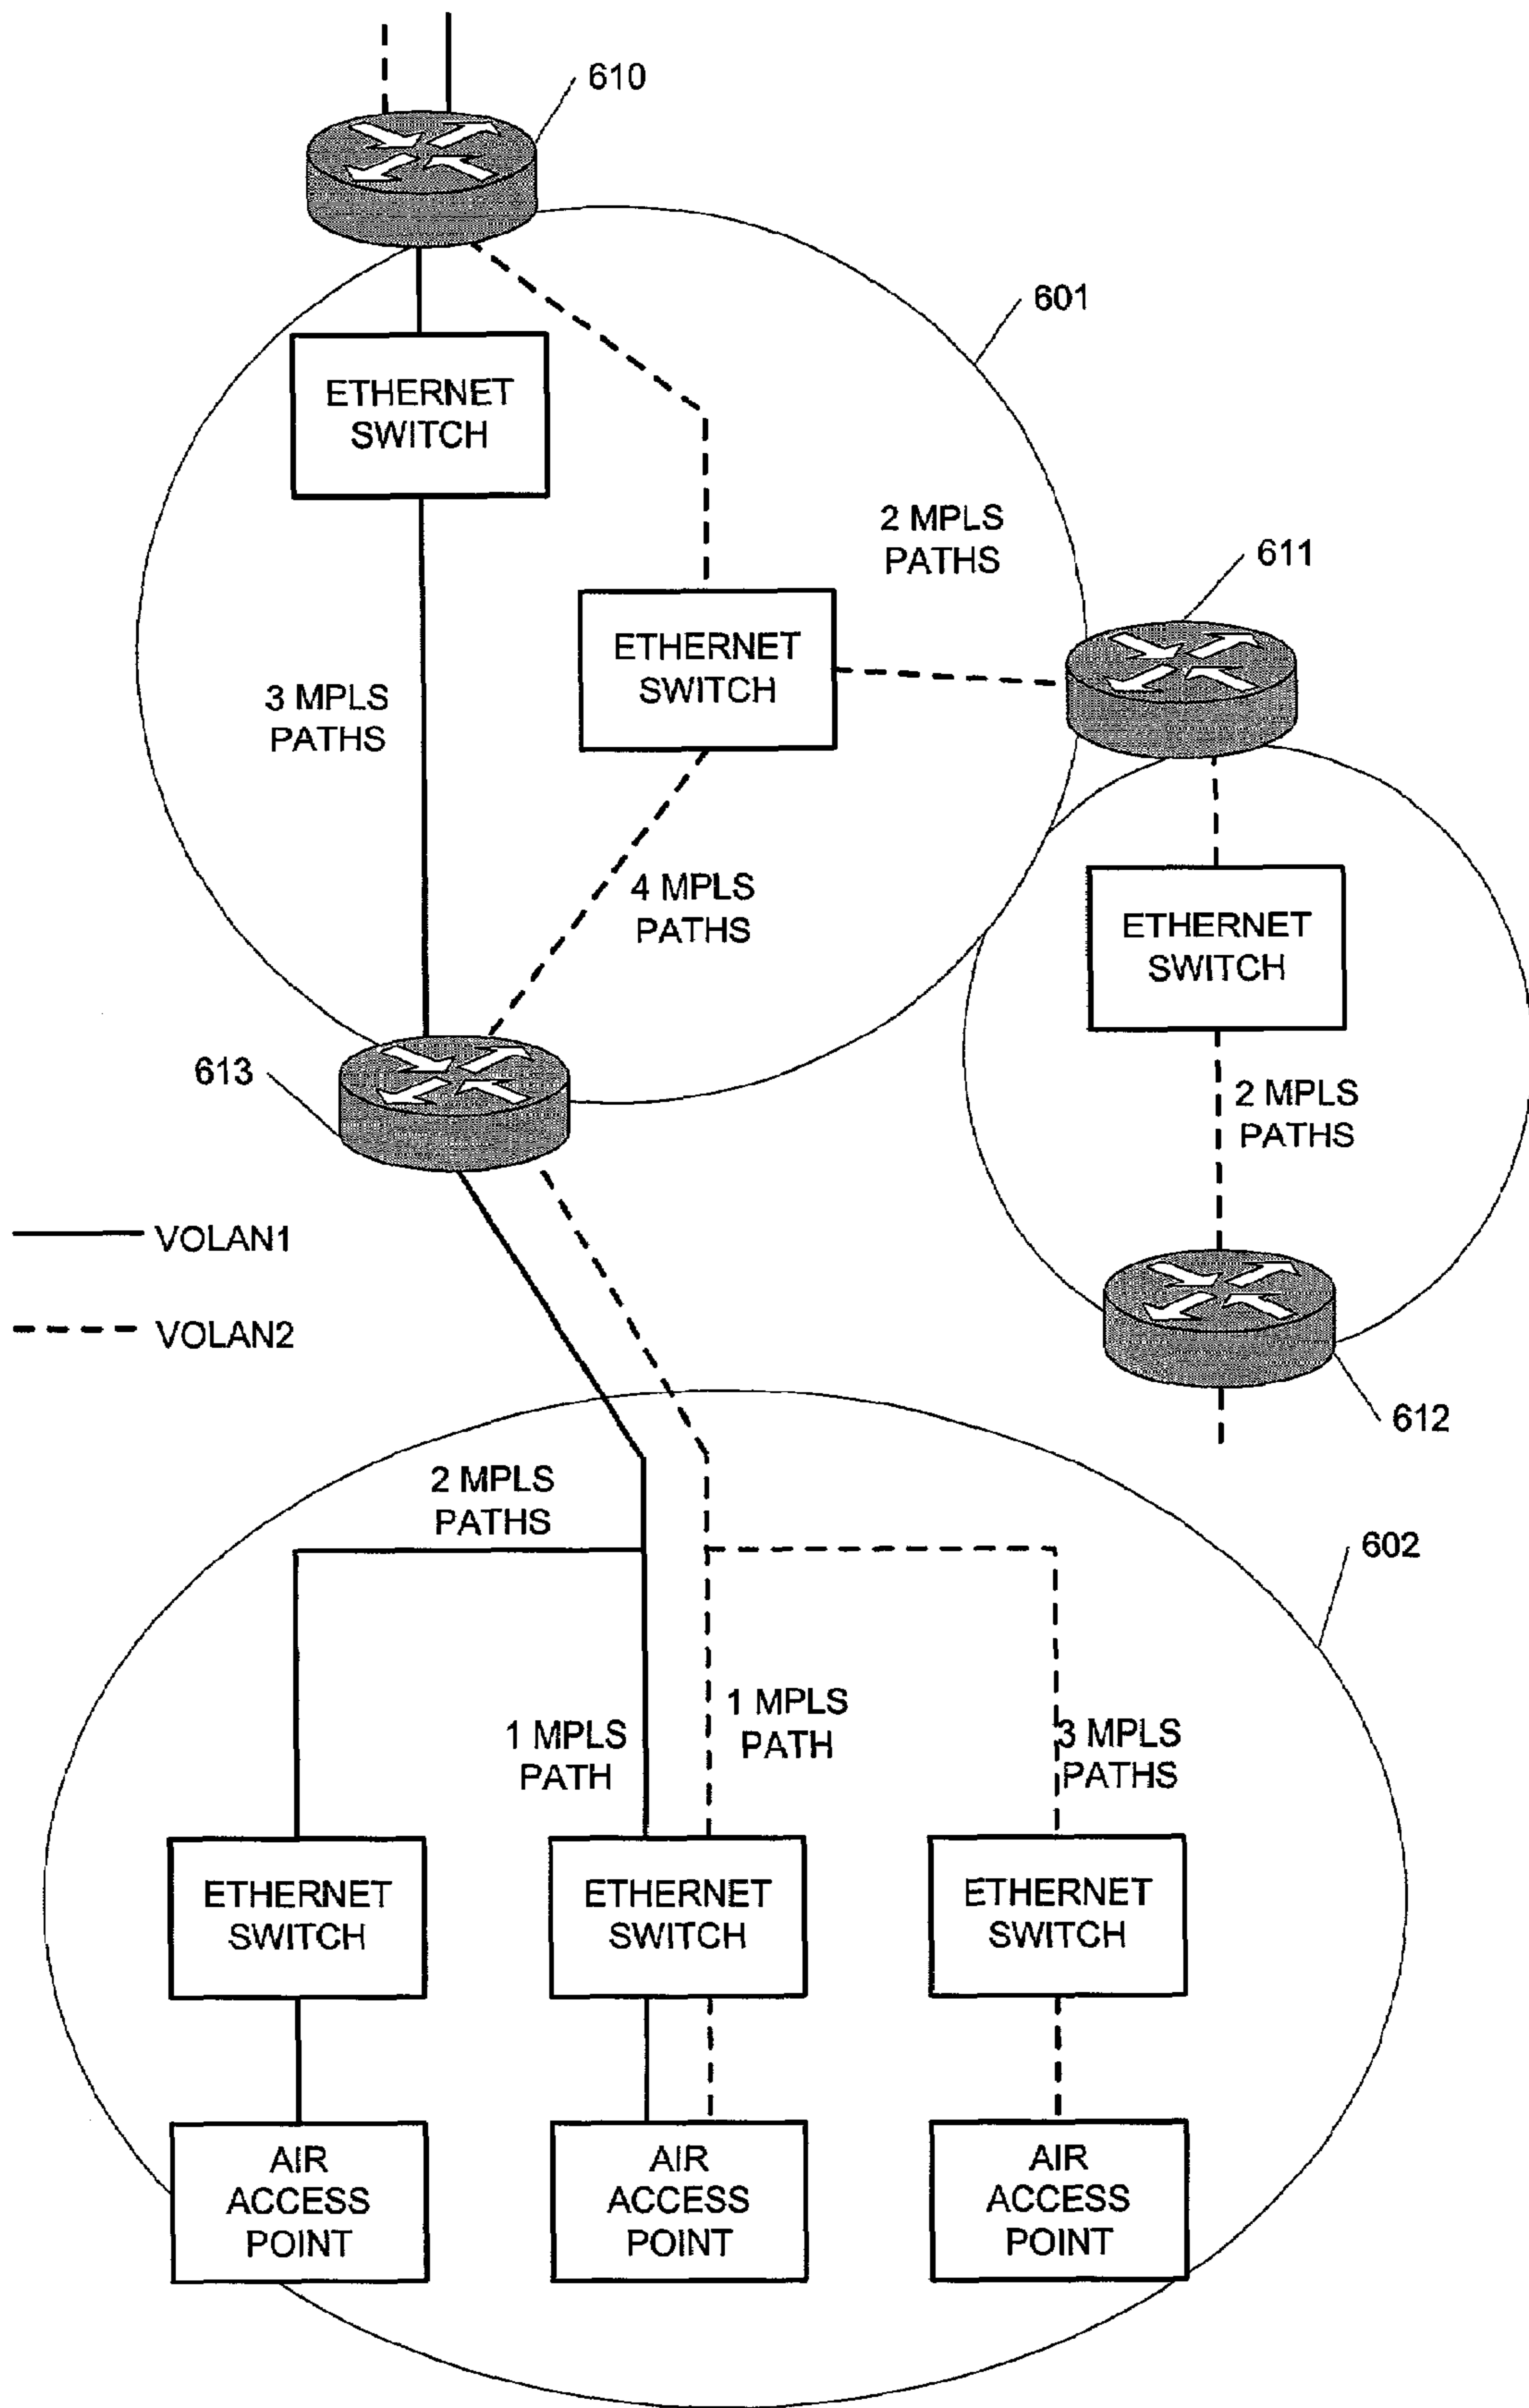 610
601
ETHERNET
SWITCH
2 MPLS
PATHS
611
ETHERNET
SWITCH
3 MPLS
PATHS
4 MPLS
PATHS
ETHERNET
SWITCH
613
2 MPLS
PATHS
VOLAN1
VOLAN2
612
2 MPLS
PATHS
602
1 MPLS
PATH
1 MPLS
PATH
3 MPLS
PATHS
ETHERNET
SWITCH
ETHERNET
SWITCH
ETHERNET
SWITCH
AIR
ACCESS
POINT
AIR
ACCESS
POINT
AIR
ACCESS
POINT